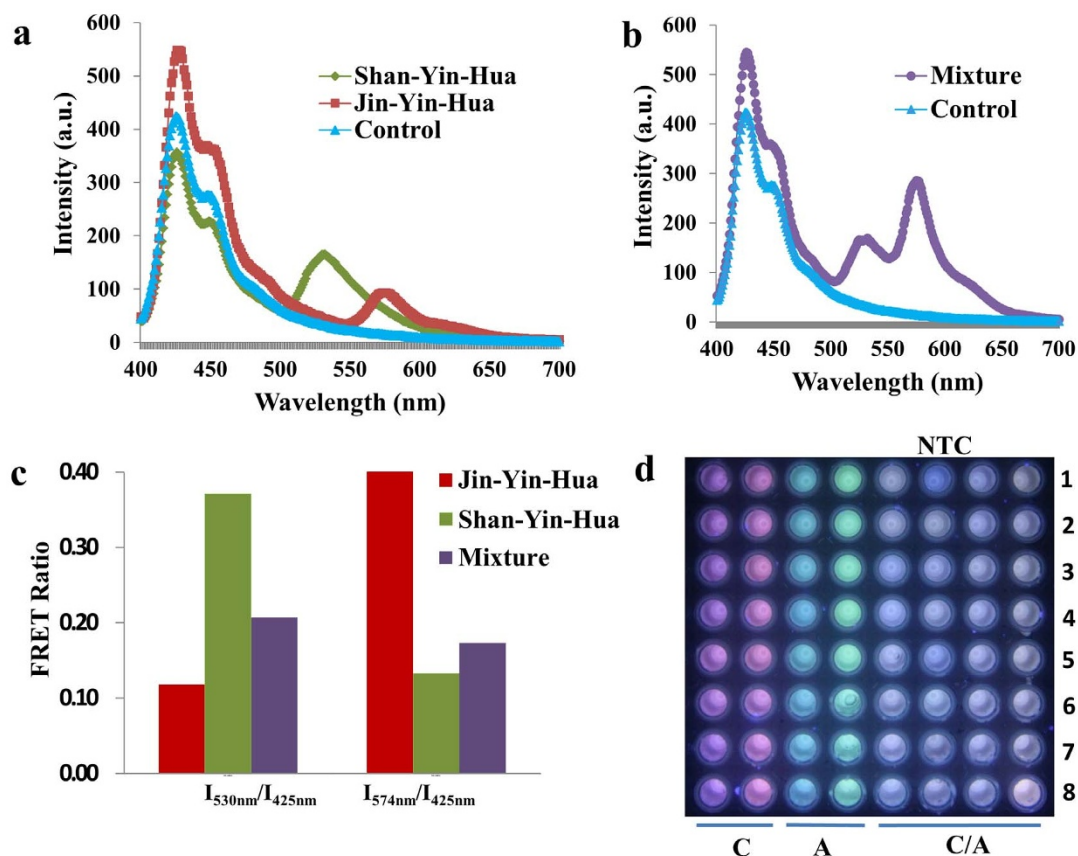 a
600
500
400
300
200
100
0
Intensity (a.u.)
Shan-Yin-Hua
Jin-Yin-Hua
Control
400 450 500 550 600 650 700
Wavelength (nm)
b
600
500
400
300
200
100
0
Intensity (a.u.)
Mixture
Control
400 450 500 550 600 650 700
Wavelength (nm)
c
0.40
0.30
0.20
0.10
0.00
FRET Ratio
Jin-Yin-Hua
Shan-Yin-Hua
Mixture
I530nm/I425nm I574nm/I425nm
d
NTC
1
2
3
4
5
6
7
8
C A C/A